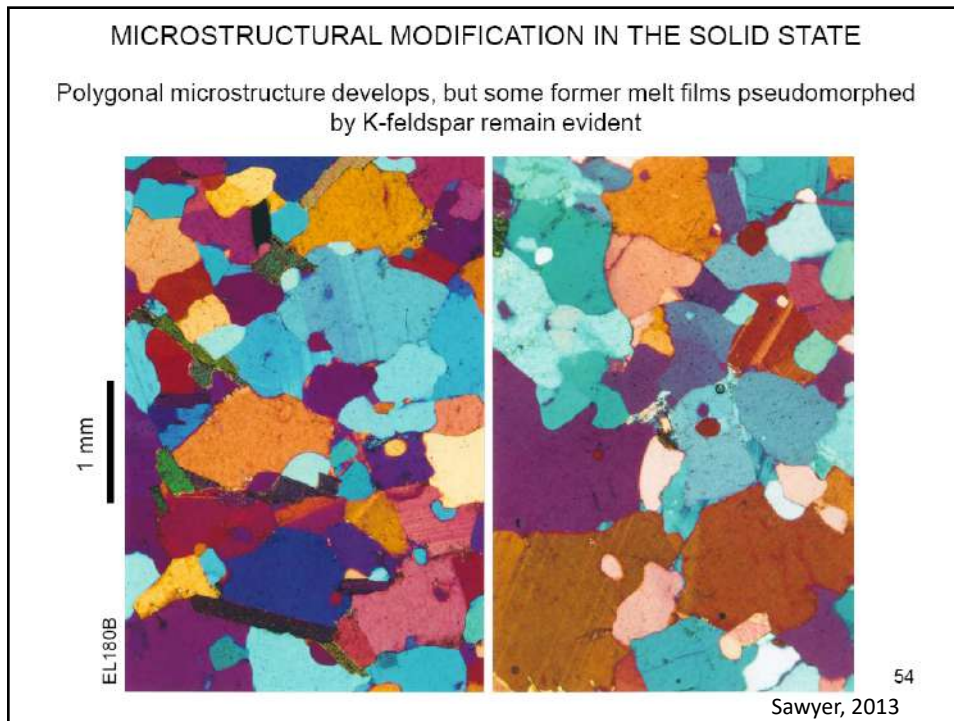 MICROSTRUCTURAL MODIFICATION IN THE SOLID STATE
Polygonal microstructure develops, but some former melt films pseudomorphed
by K-feldspar remain evident
1 mm
EL180B
54
Sawyer, 2013